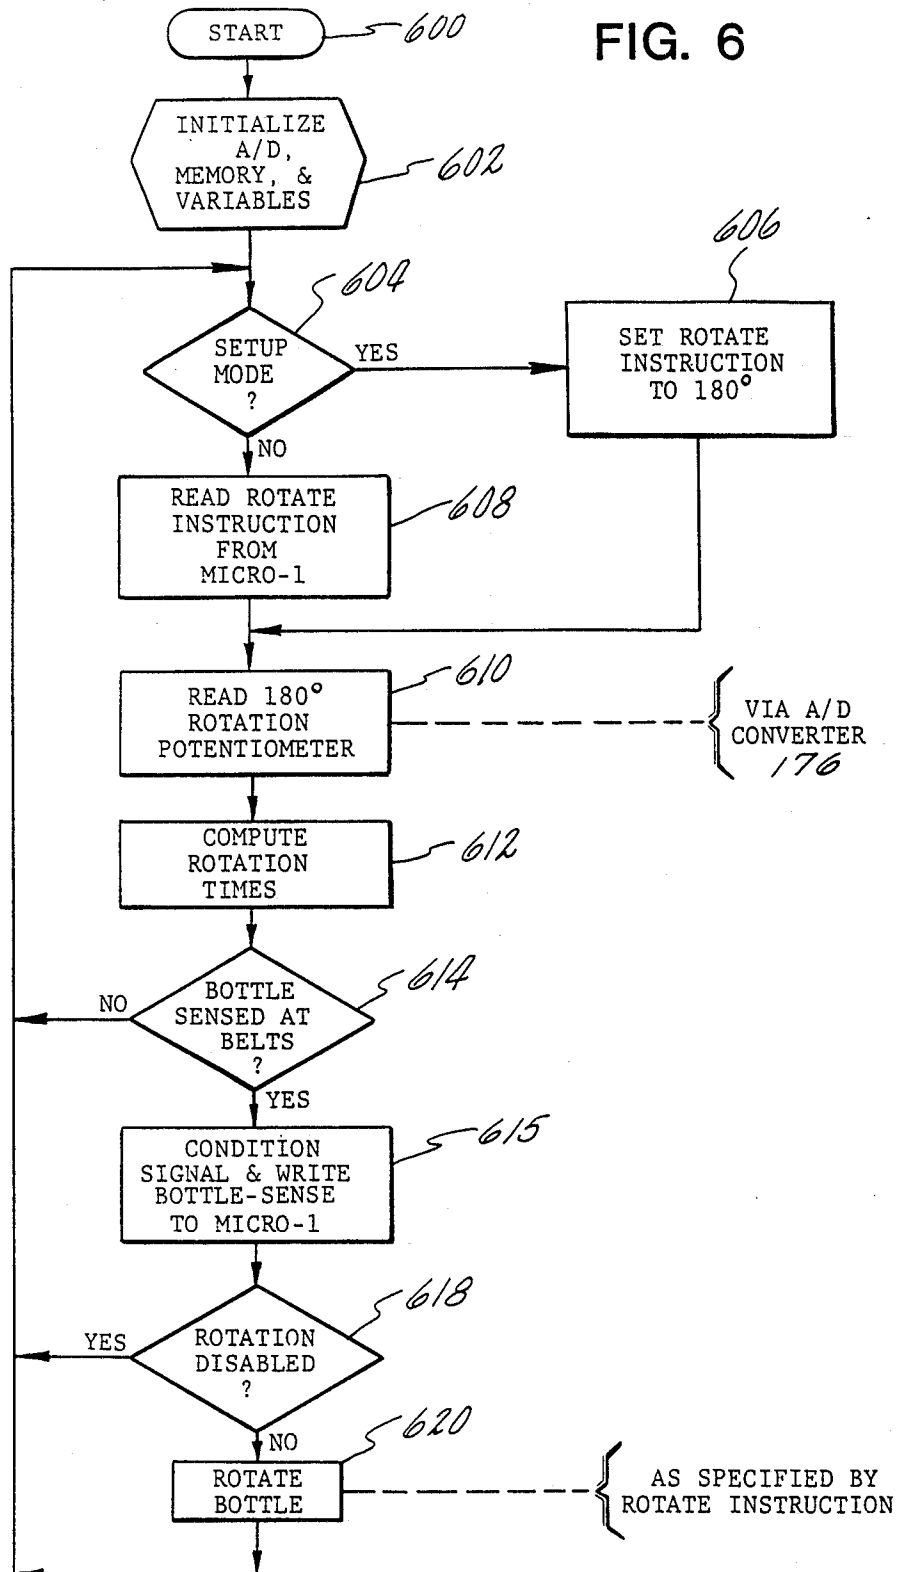 START
600
FIG. 6
INITIALIZE
A/D,
MEMORY, &
VARIABLES
602
604
606
SETUP
MODE
?
YES
SET ROTATE
INSTRUCTION
TO 180°
NO
READ ROTATE
INSTRUCTION
FROM
MICRO-1
608
READ 180°
ROTATION
POTENTIOMETER
610
VIA A/D
CONVERTER
176
COMPUTE
ROTATION
TIMES
612
BOTTLE
SENSED AT
BELTS
?
614
NO
YES
CONDITION
SIGNAL & WRITE
BOTTLE-SENSE
TO MICRO-1
615
ROTATION
DISABLED
?
618
YES
NO
ROTATE
BOTTLE
620
AS SPECIFIED BY
ROTATE INSTRUCTION